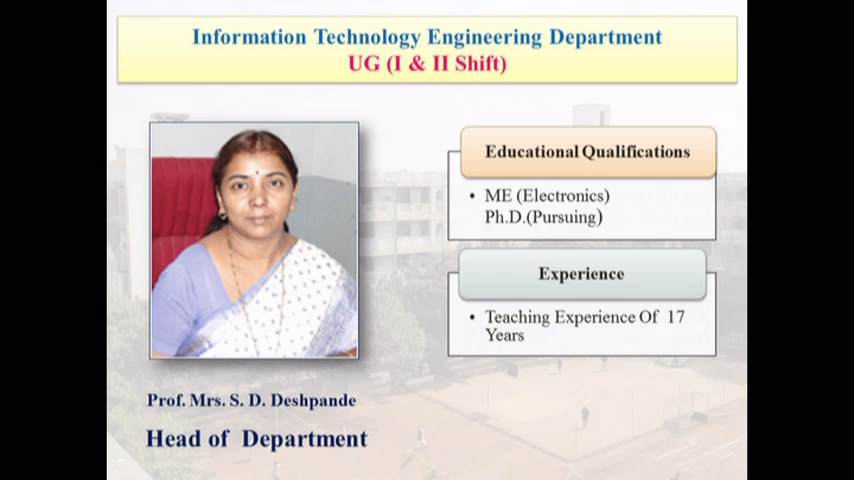 Information Technology Engineering Department
UG (I & II Shift)
Educational Qualifications
• ME (Electronics)
Ph.D.(Pursuing)
Experience
• Teaching Experience Of 17
Years
Prof. Mrs. S. D. Deshpande
Head of Department